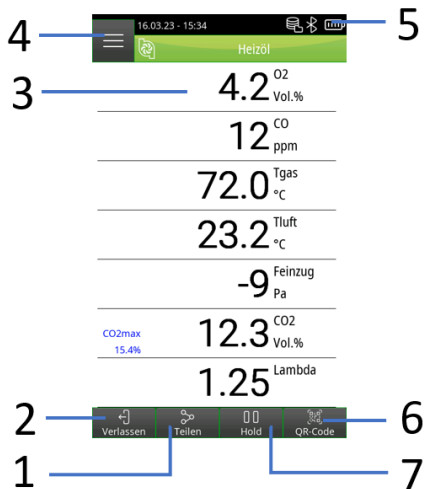 4
16.03.23 - 15:34
5
Heizöl
3
4.2 O2 Vol.%
12 CO ppm
72.0 Tgas °C
23.2 Tluft °C
-9 Feinzug Pa
CO2max
15.4%
12.3 CO2 Vol.%
1.25 Lambda
2
Verlassen Teilen Hold QR-Code
6
1
7